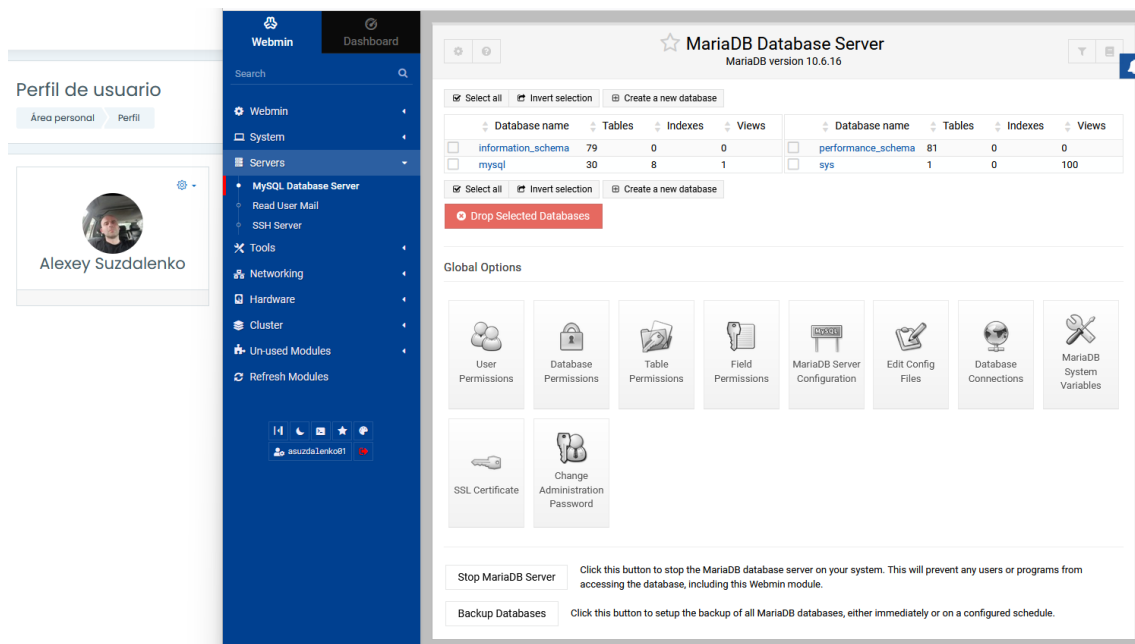 Perfil de usuario
Área personal Perfil
Alexey Suzdalenko
Webmin Dashboard
Search
Webmin
System
Servers
MySQL Database Server
Read User Mail
SSH Server
Tools
Networking
Hardware
Cluster
Un-used Modules
Refresh Modules
asuzdalenko01
MariaDB Database Server
MariaDB version 10.6.16
Select all Invert selection Create a new database
Database name Tables Indexes Views Database name Tables Indexes Views
information_schema 79 0 0 performance_schema 81 0 0
mysql 30 8 1 sys 1 0 100
Select all Invert selection Create a new database
Drop Selected Databases
Global Options
User Permissions
Database Permissions
Table Permissions
Field Permissions
MySQL
MariaDB Server Configuration
Edit Config Files
Database Connections
MariaDB System Variables
SSL Certificate
Change Administration Password
Stop MariaDB Server
Click this button to stop the MariaDB database server on your system. This will prevent any users or programs from
accessing the database, including this Webmin module.
Backup Databases
Click this button to setup the backup of all MariaDB databases, either immediately or on a configured schedule.